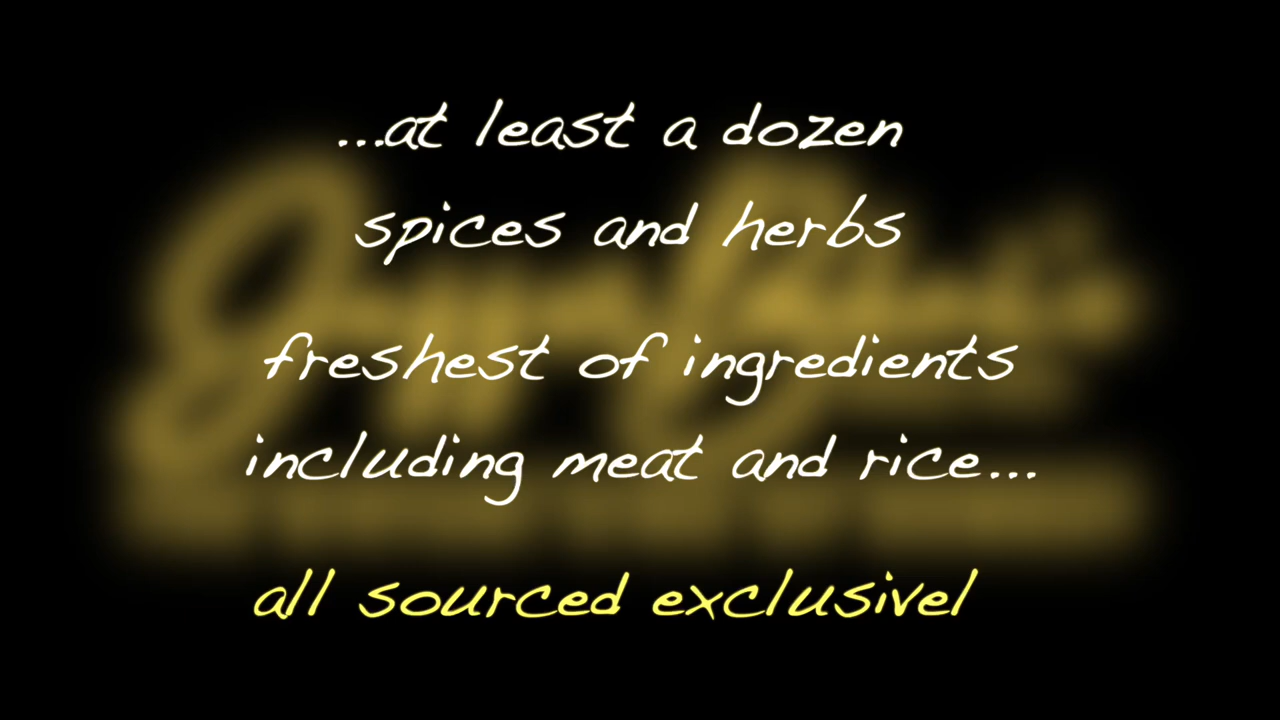 ...at least a dozen
spices and herbs
freshest of ingredients
including meat and rice...
all sourced exclusivel